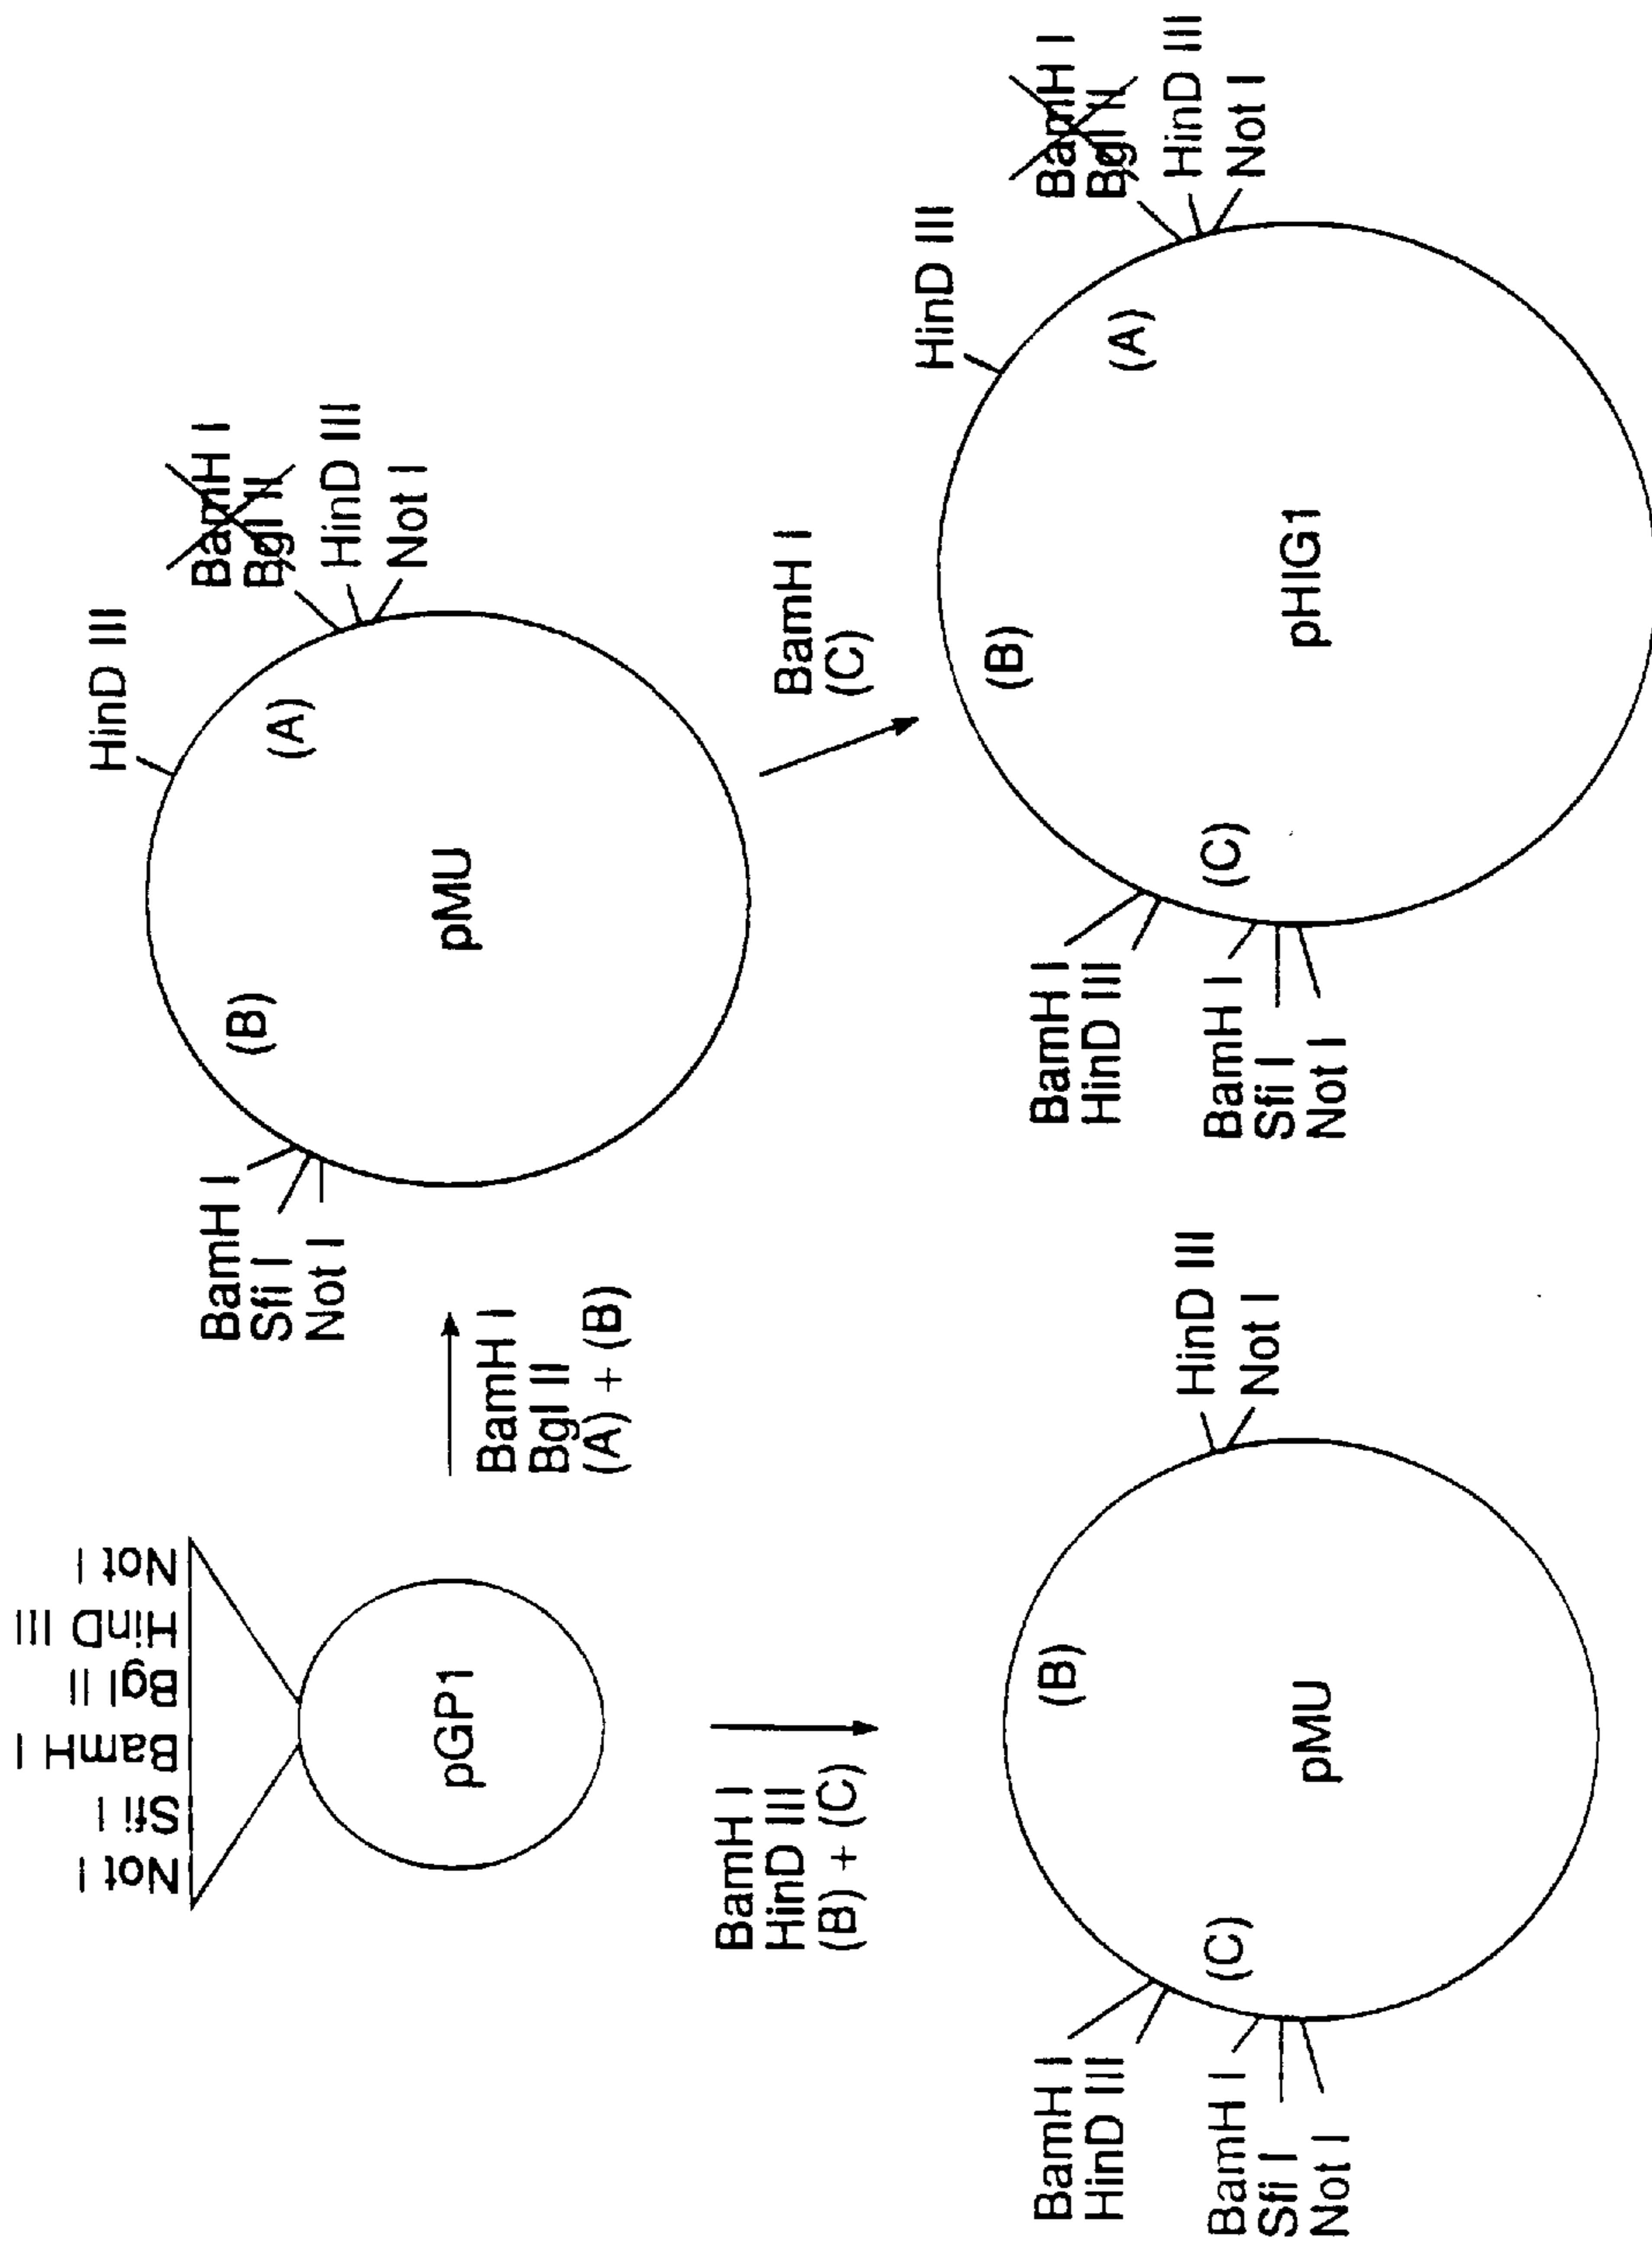 Not I
Sfi I
BamH I
Bgl II
HinD III
Not I
pGP1
BamH I
Bgl II
(A) + (B)
BamH I
Sfi I
Not I
(B)
HinD III
(A)
BamH I
Bgl II
HinD III
Not I
pMU
BamH I
HinD III
(B) + (C)
BamH I
(C)
BamH I
HinD III
BamH I
Sfi I
Not I
(C)
(B)
HinD III
Not I
pMU
BamH I
HinD III
BamH I
Sfi I
Not I
(C)
(B)
HinD III
(A)
BamH I
Bgl II
HinD III
Not I
pHIG1